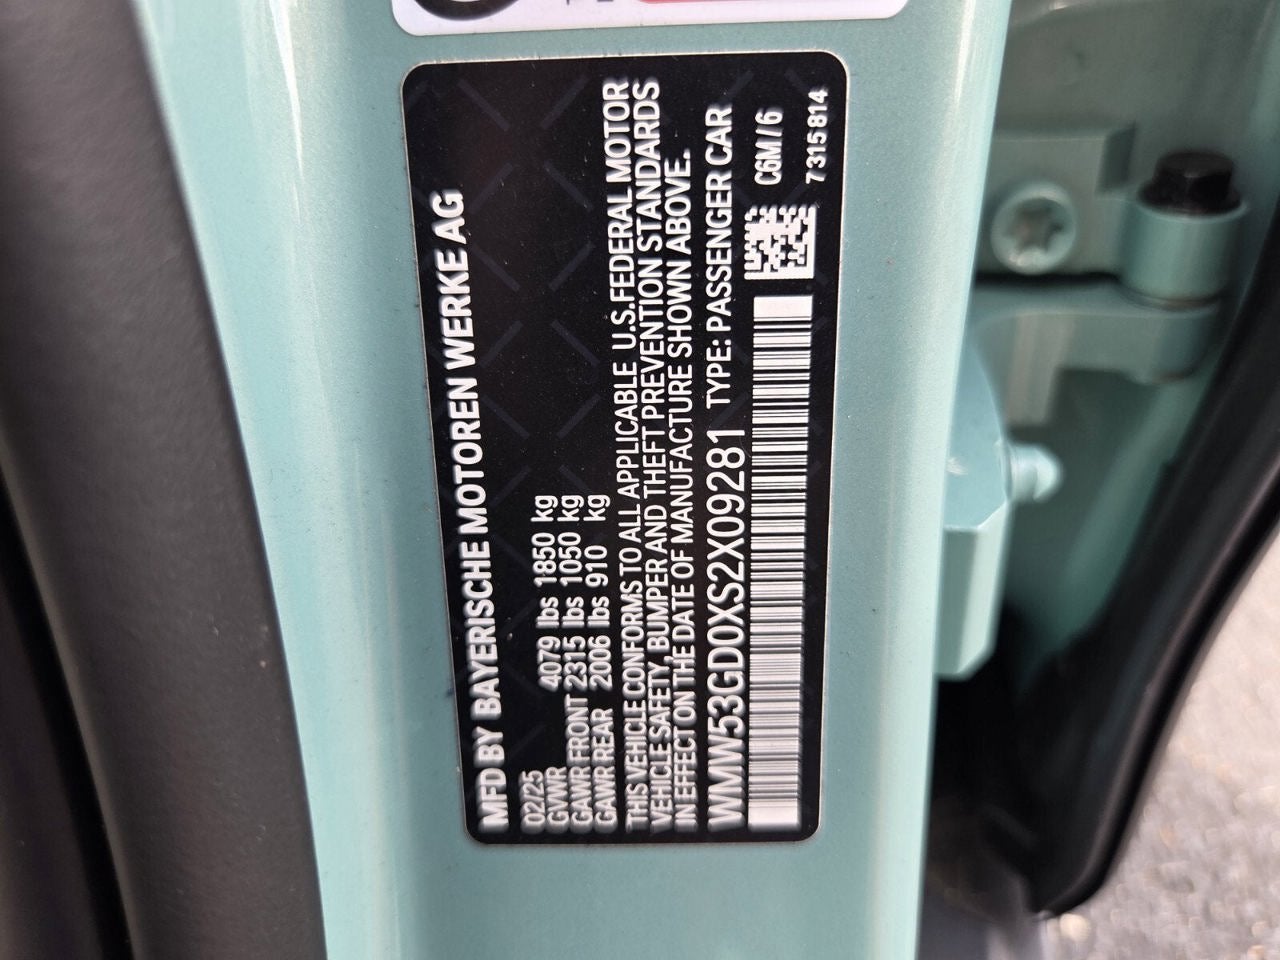 MFD BY BAYERISCHE MOTOREN WERKE AG
02/25
GVWR 4079 lbs 1850 kg
GAWR FRONT 2315 lbs 1050 kg
GAWR REAR 2006 lbs 910 kg
THIS VEHICLE CONFORMS TO ALL APPLICABLE U.S.FEDERAL MOTOR
VEHICLE SAFETY, BUMPER AND THEFT PREVENTION STANDARDS
IN EFFECT ON THE DATE OF MANUFACTURE SHOWN ABOVE.
WMW53GD0XS2X09281 TYPE: PASSENGER CAR
C6M / 6
7315814